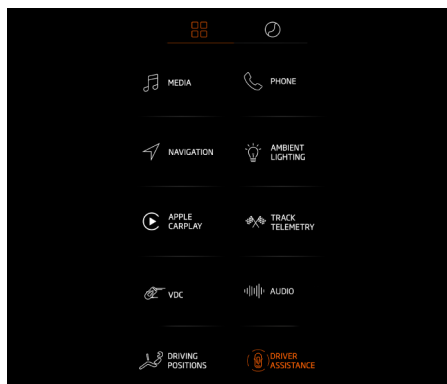 MEDIA
PHONE
NAVIGATION
AMBIENT
LIGHTING
APPLE
CARPLAY
TRACK
TELEMETRY
VDC
AUDIO
DRIVING
POSITIONS
DRIVER
ASSISTANCE